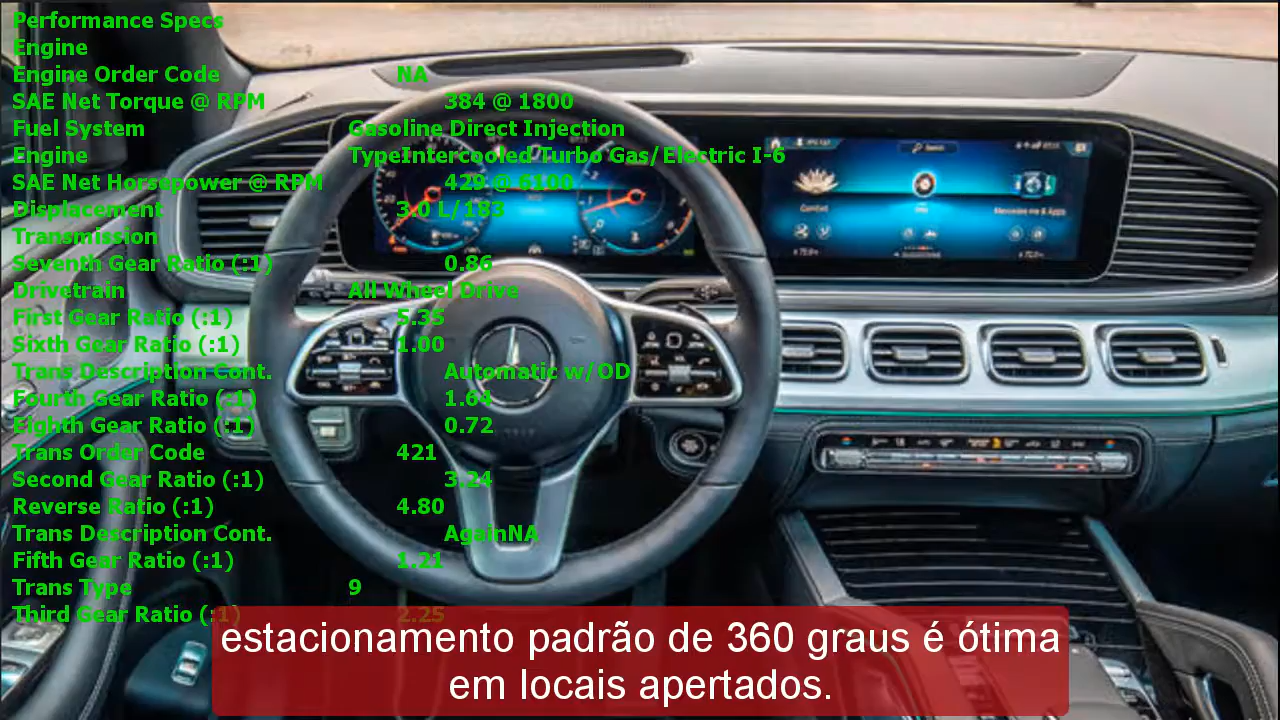 Performance Specs
Engine
Engine Order Code NA
SAE Net Torque @ RPM 384 @ 1800
Fuel System Gasoline Direct Injection
Engine TypeIntercooled Turbo Gas/Electric I-6
SAE Net Horsepower @ RPM 429 @ 6100
Displacement 3.0 L/183
Transmission
Seventh Gear Ratio (:1) 0.86
Drivetrain All Wheel Drive
First Gear Ratio (:1) 5.35
Sixth Gear Ratio (:1) 1.00
Trans Description Cont. Automatic w/OD
Fourth Gear Ratio (:1) 1.64
Eighth Gear Ratio (:1) 0.72
Trans Order Code 421
Second Gear Ratio (:1) 3.24
Reverse Ratio (:1) 4.80
Trans Description Cont. AgainNA
Fifth Gear Ratio (:1) 1.21
Trans Type 9
Third Gear Ratio (:1) 2.25
estacionamento padrão de 360 graus é ótima
em locais apertados.
Search
Comfort